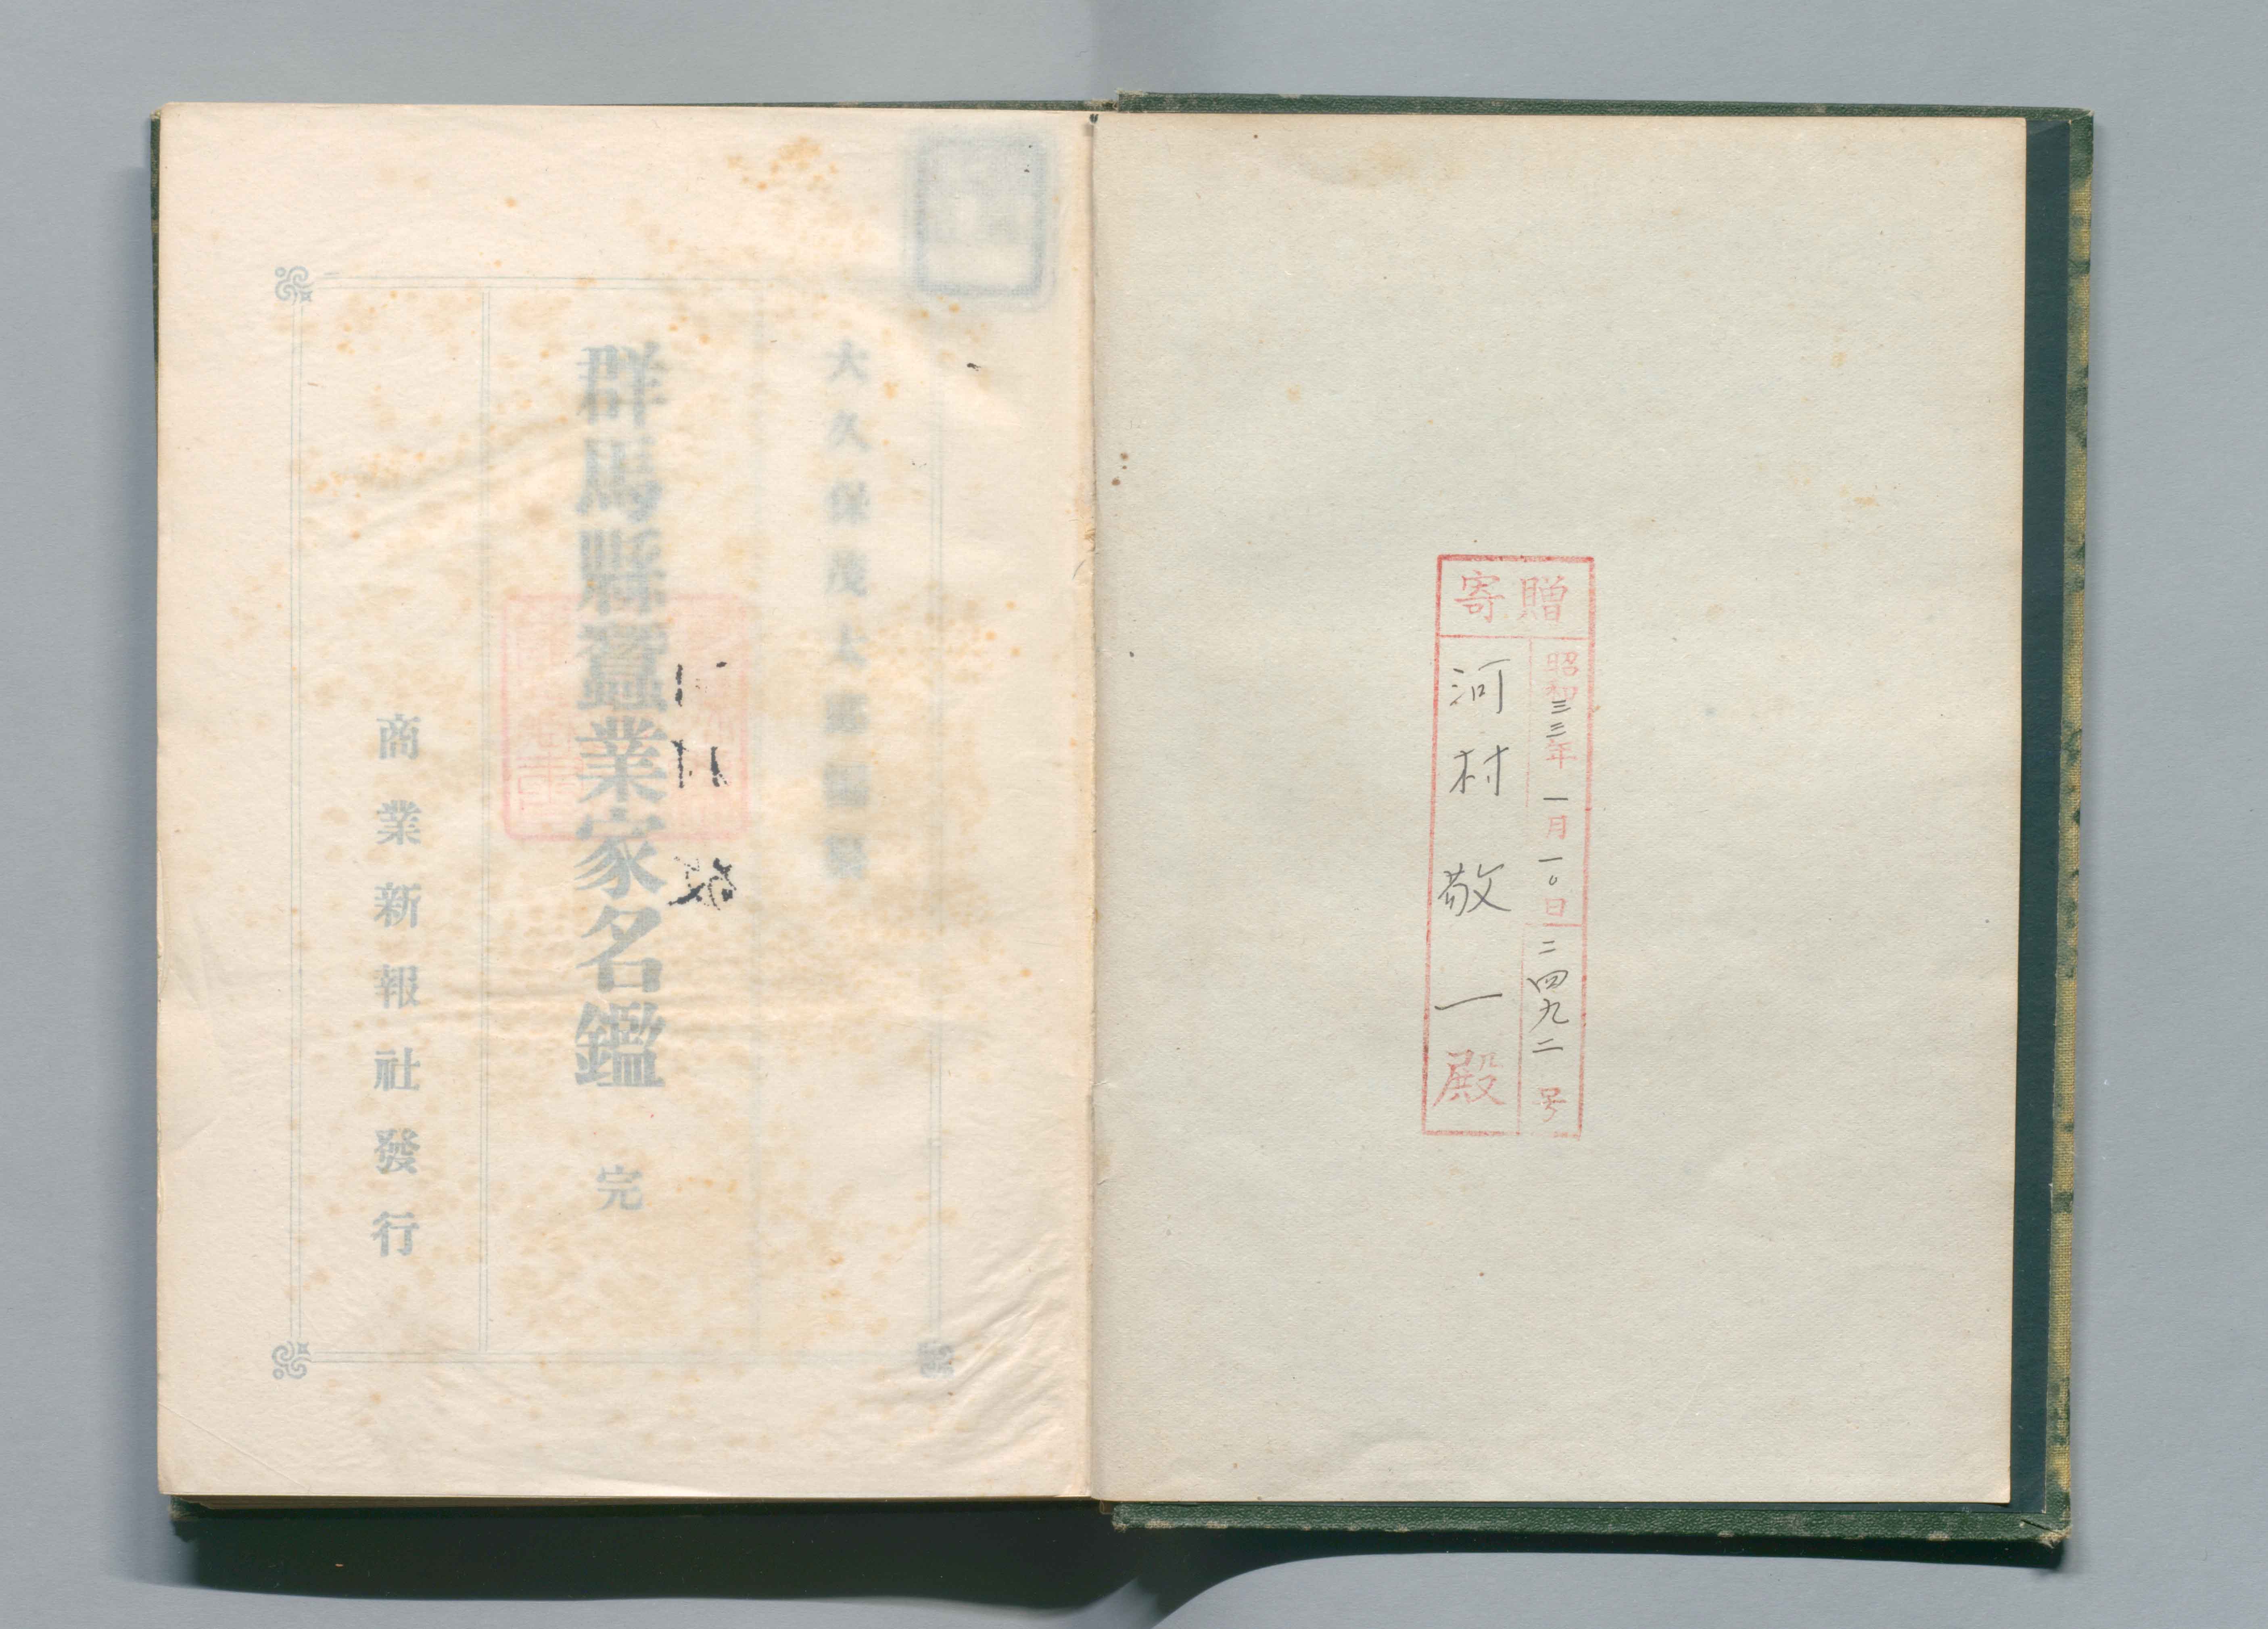 寄贈
昭和三三年一月一〇日
二四九二号
河村敬一殿
大久保茂太郎編纂
群馬縣蠶業家名鑑 完
商業新報社發行